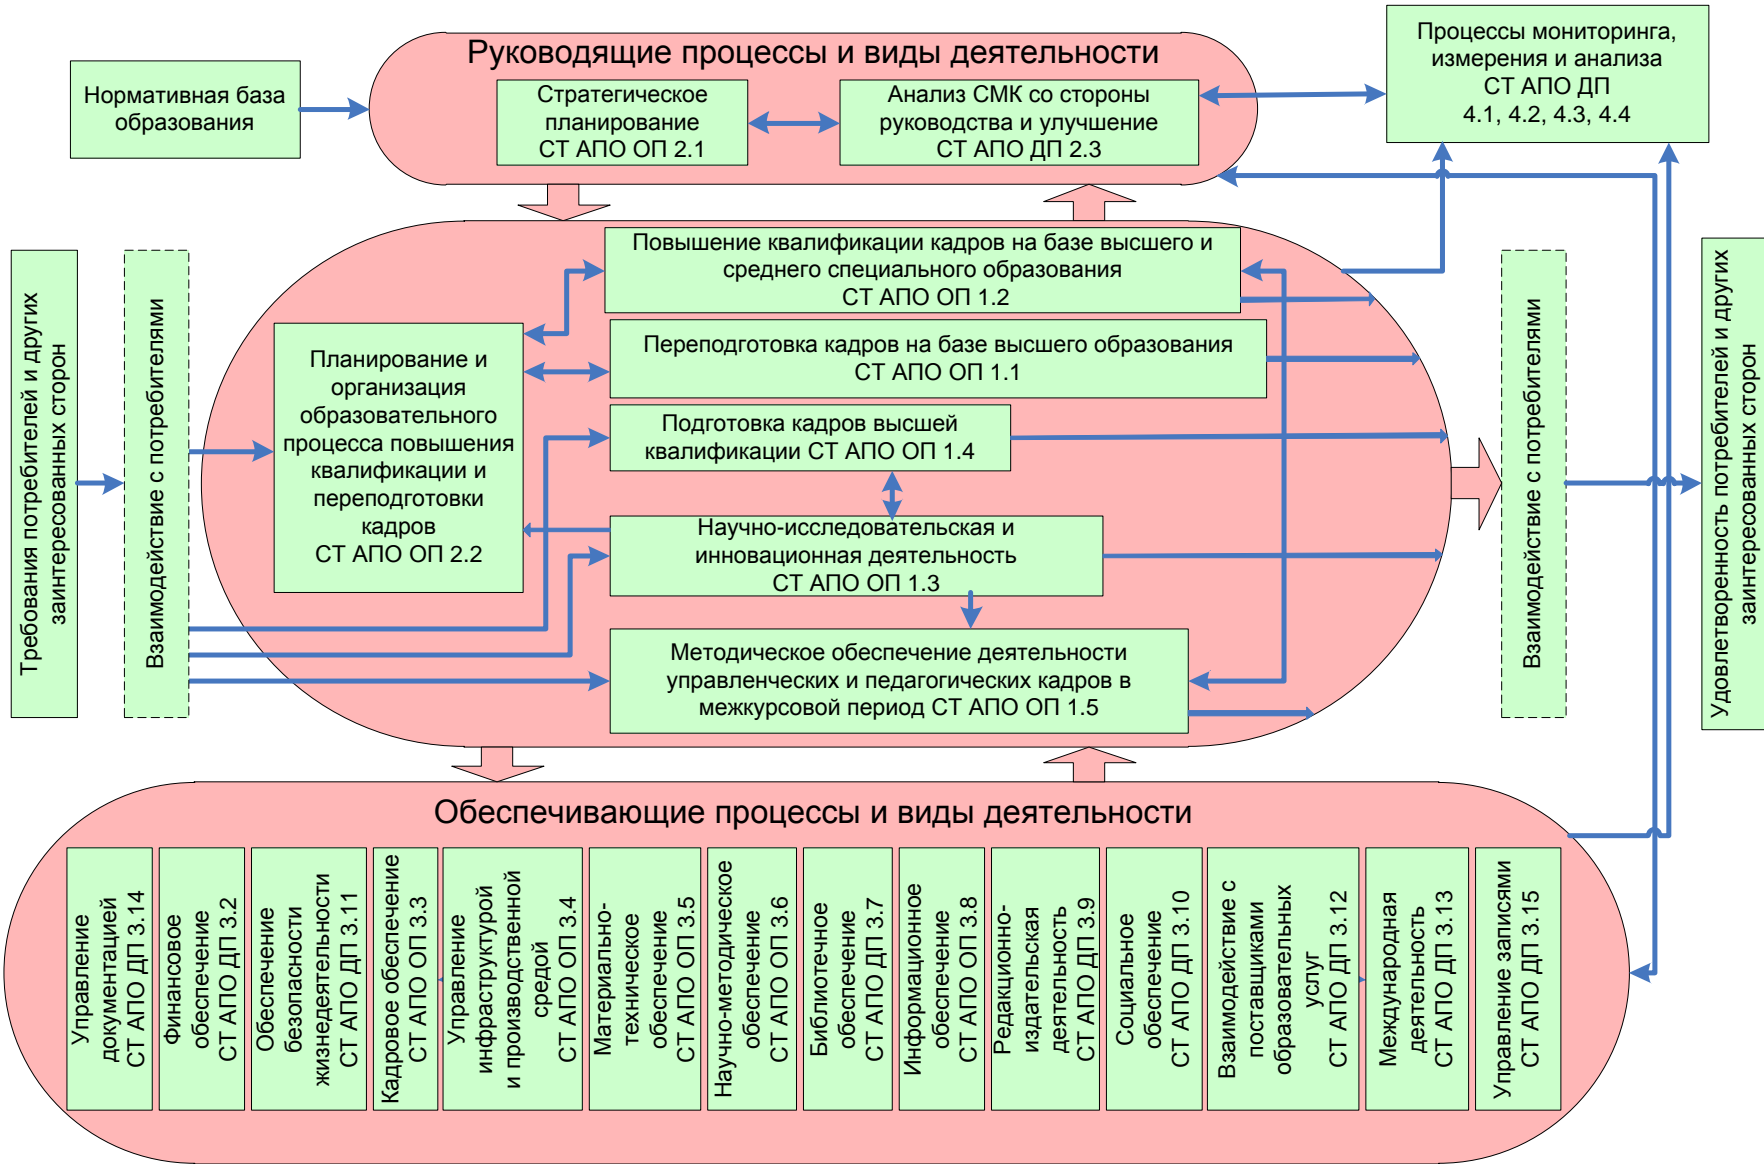 Руководящие процессы и виды деятельности
Нормативная база
образования
Стратегическое
планирование
СТ АПО ОП 2.1
Анализ СМК со стороны
руководства и улучшение
СТ АПО ДП 2.3
Процессы мониторинга,
измерения и анализа
СТ АПО ДП
4.1, 4.2, 4.3, 4.4
Требования потребителей и других
заинтересованных сторон
Взаимодействие с потребителями
Планирование и
организация
образовательного
процесса повышения
квалификации и
переподготовки
кадров
СТ АПО ОП 2.2
Повышение квалификации кадров на базе высшего и
среднего специального образования
СТ АПО ОП 1.2
Переподготовка кадров на базе высшего образования
СТ АПО ОП 1.1
Подготовка кадров высшей
квалификации СТ АПО ОП 1.4
Научно-исследовательская и
инновационная деятельность
СТ АПО ОП 1.3
Методическое обеспечение деятельности
управленческих и педагогических кадров в
межкурсовой период СТ АПО ОП 1.5
Взаимодействие с потребителями
Удовлетворенность потребителей и других
заинтересованных сторон
Обеспечивающие процессы и виды деятельности
Управление
документацией
СТ АПО ДП 3.14
Финансовое
обеспечение
СТ АПО ДП 3.2
Обеспечение
безопасности
жизнедеятельности
СТ АПО ДП 3.11
Кадровое обеспечение
СТ АПО ОП 3.3
Управление
инфраструктурой
и производственной
средой
СТ АПО ОП 3.4
Материально-
техническое
обеспечение
СТ АПО ОП 3.5
Научно-методическое
обеспечение
СТ АПО ОП 3.6
Библиотечное
обеспечение
СТ АПО ДП 3.7
Информационное
обеспечение
СТ АПО ОП 3.8
Редакционно-
издательская
деятельность
СТ АПО ДП 3.9
Социальное
обеспечение
СТ АПО ДП 3.10
Взаимодействие с
поставщиками
образовательных
услуг
СТ АПО ДП 3.12
Международная
деятельность
СТ АПО ДП 3.13
Управление записями
СТ АПО ДП 3.15